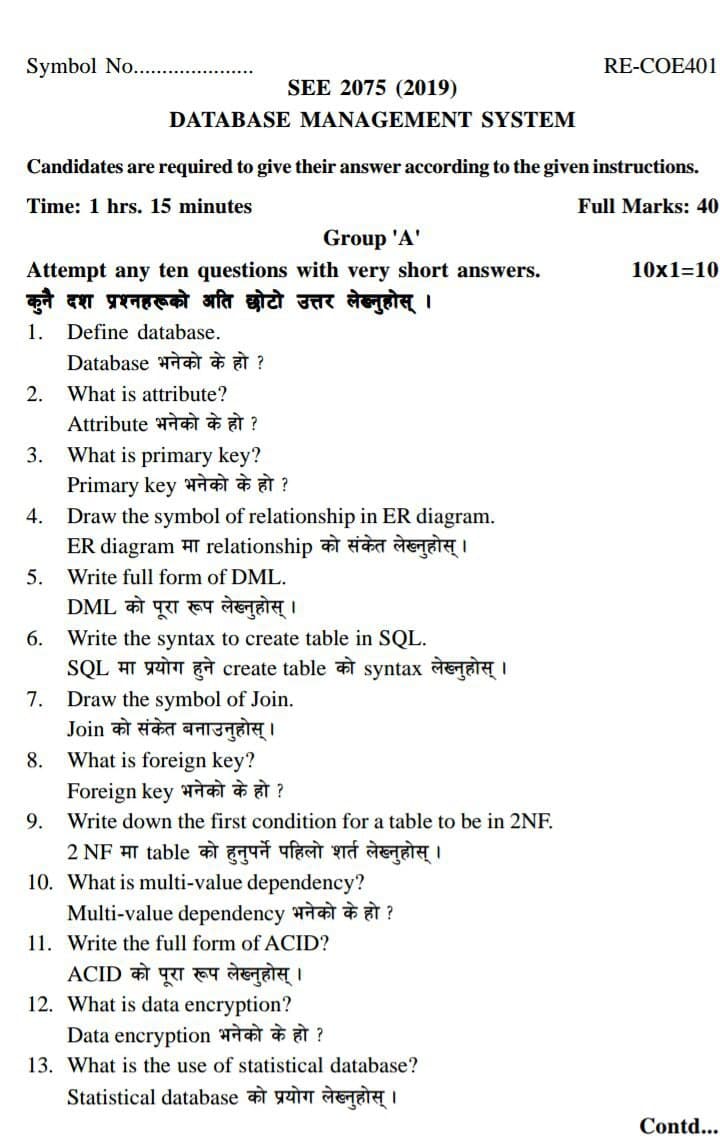 Symbol No..................... RE-COE401
SEE 2075 (2019)
DATABASE MANAGEMENT SYSTEM
Candidates are required to give their answer according to the given instructions.
Time: 1 hrs. 15 minutes Full Marks: 40
Group 'A'
Attempt any ten questions with very short answers. 10x1=10
कुनै दश प्रश्नहरूको अति छोटो उत्तर लेख्नुहोस् ।
1. Define database.
Database भनेको के हो ?
2. What is attribute?
Attribute भनेको के हो ?
3. What is primary key?
Primary key भनेको के हो ?
4. Draw the symbol of relationship in ER diagram.
ER diagram मा relationship को संकेत लेख्नुहोस् ।
5. Write full form of DML.
DML को पूरा रूप लेख्नुहोस् ।
6. Write the syntax to create table in SQL.
SQL मा प्रयोग हुने create table को syntax लेख्नुहोस् ।
7. Draw the symbol of Join.
Join को संकेत बनाउनुहोस् ।
8. What is foreign key?
Foreign key भनेको के हो ?
9. Write down the first condition for a table to be in 2NF.
2 NF मा table को हुनुपर्ने पहिलो शर्त लेख्नुहोस् ।
10. What is multi-value dependency?
Multi-value dependency भनेको के हो ?
11. Write the full form of ACID?
ACID को पूरा रूप लेख्नुहोस् ।
12. What is data encryption?
Data encryption भनेको के हो ?
13. What is the use of statistical database?
Statistical database को प्रयोग लेख्नुहोस् ।
Contd...